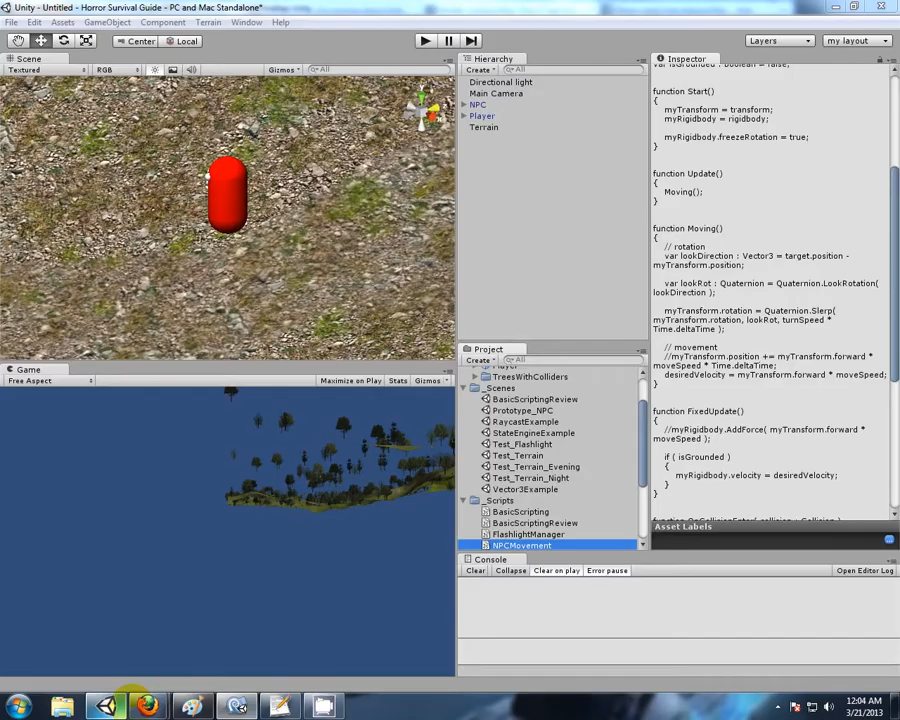 Unity - Untitled - Horror Survival Guide - PC and Mac Standalone*
File Edit Assets GameObject Component Terrain Window Help
Center Local Layers my layout
Scene
Textured RGB Gizmos All
Hierarchy
Create All
Directional light
Main Camera
NPC
Player
Terrain
Inspector
function Start()
{
myTransform = transform;
myRigidbody = rigidbody;
myRigidbody.freezeRotation = true;
}
function Update()
{
Moving();
}
function Moving()
{
// rotation
var lookDirection : Vector3 = target.position -
myTransform.position;
var lookRot : Quaternion = Quaternion.LookRotation(
lookDirection );
myTransform.rotation = Quaternion.Slerp(
myTransform.rotation, lookRot, turnSpeed *
Time.deltaTime );
// movement
//myTransform.position += myTransform.forward *
moveSpeed * Time.deltaTime;
desiredVelocity = myTransform.forward * moveSpeed;
}
function FixedUpdate()
{
//myRigidbody.AddForce( myTransform.forward *
moveSpeed );
if ( isGrounded )
{
myRigidbody.velocity = desiredVelocity;
}
}
Asset Labels
Game
Free Aspect Maximize on Play Stats Gizmos
Project
Create All
TreesWithColliders
_Scenes
BasicScriptingReview
Prototype_NPC
RaycastExample
StateEngineExample
Test_Flashlight
Test_Terrain
Test_Terrain_Evening
Test_Terrain_Night
Vector3Example
_Scripts
BasicScripting
BasicScriptingReview
FlashlightManager
NPCMovement
Console
Clear Collapse Clear on play Error pause Open Editor Log
12:04 AM
3/21/2013